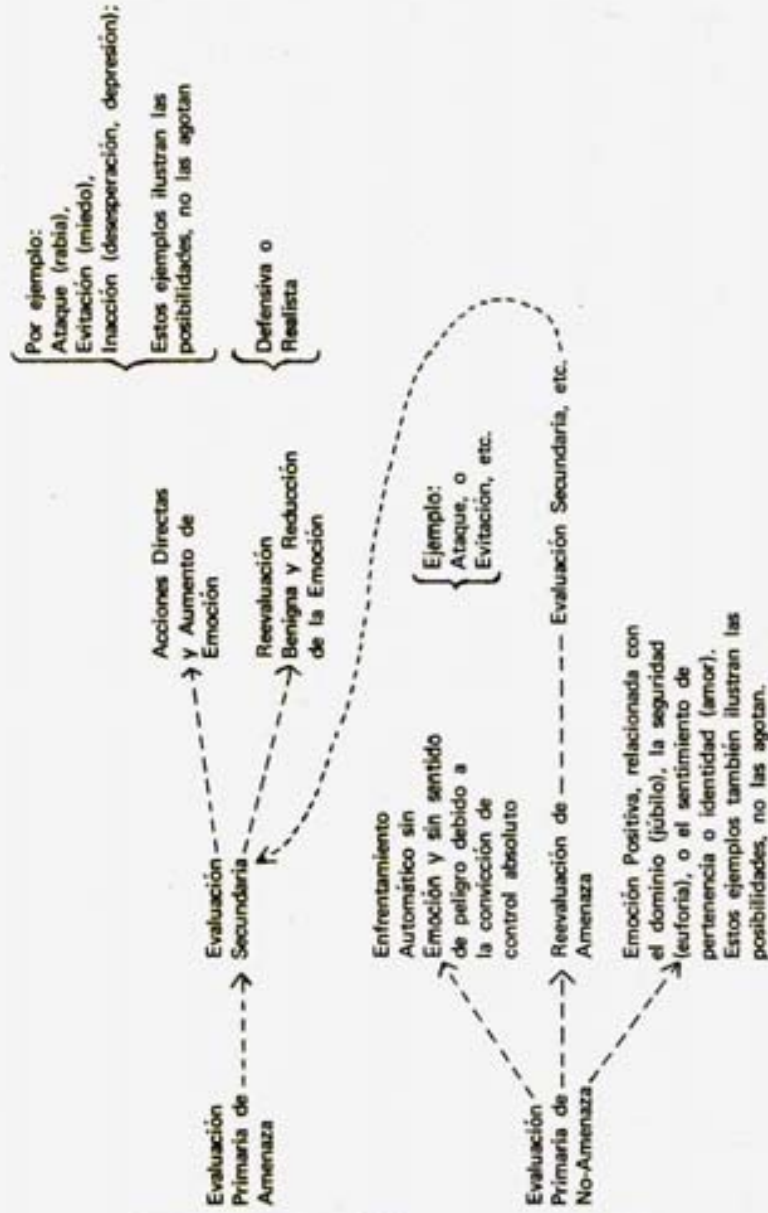 Evaluación
Primaria de
Amenaza
Evaluación
Secundaria
Acciones Directas
y Aumento de
Emoción
Reevaluación
Benigna y Reducción
de la Emoción
Por ejemplo:
Ataque (rabia),
Evitación (miedo),
Inacción (desesperación, depresión);
Estos ejemplos ilustran las
posibilidades, no las agotan
Defensiva o
Realista
Evaluación
Primaria de
No-Amenaza
Enfrentamiento
Automático sin
Emoción y sin sentido
de peligro debido a
la convicción de
control absoluto
Ejemplo:
Ataque, o
Evitación, etc.
Reevaluación de
Amenaza
Evaluación Secundaria, etc.
Emoción Positiva, relacionada con
el dominio (júbilo), la seguridad
(euforia), o el sentimiento de
pertenencia o identidad (amor).
Estos ejemplos también ilustran las
posibilidades, no las agotan.